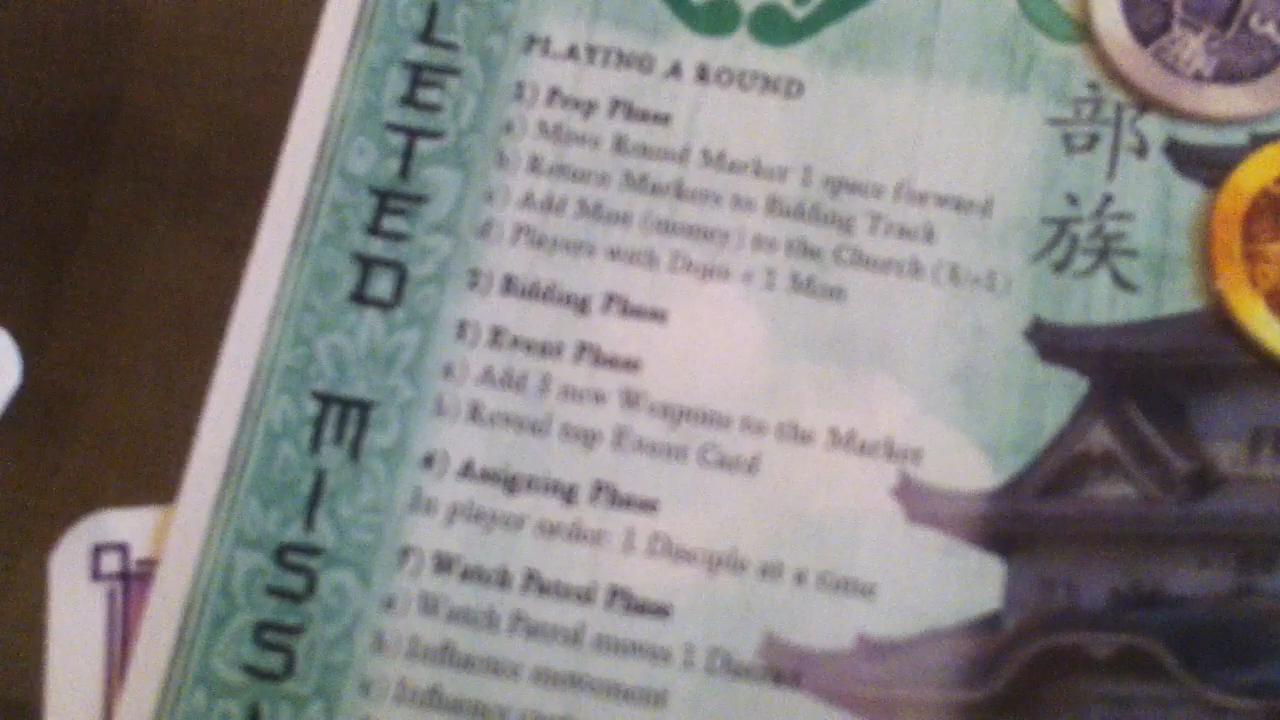 LETED MISS
PLAYING A ROUND
1) Prep Phase
a) Move Round Marker 1 space forward
b) Return Markers to Bidding Track
c) Add Mon (money) to the Church
d) Players with Dojo + 1 Mon
2) Bidding Phase
3) Event Phase
a) Add 3 new Weapons to the Market
b) Reveal top Event Card
4) Assigning Phase
In player order: 1 Disciple at a time
5) Watch Patrol Phase
a) Watch Patrol moves 1 District
b) Influence movement
c) Influence
部族